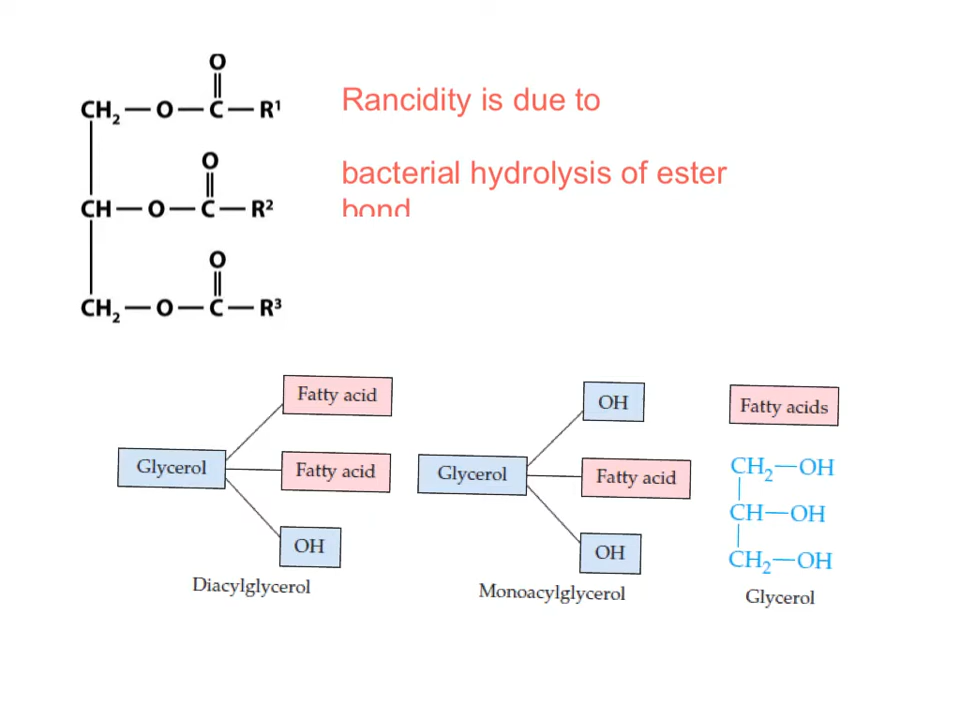 O
CH₂—O—C—R¹
O
CH—O—C—R²
O
CH₂—O—C—R³
Rancidity is due to
bacterial hydrolysis of ester
bond
Fatty acid
Glycerol
Fatty acid
OH
Diacylglycerol
OH
Glycerol
Fatty acid
OH
Monoacylglycerol
Fatty acids
CH₂—OH
CH—OH
CH₂—OH
Glycerol